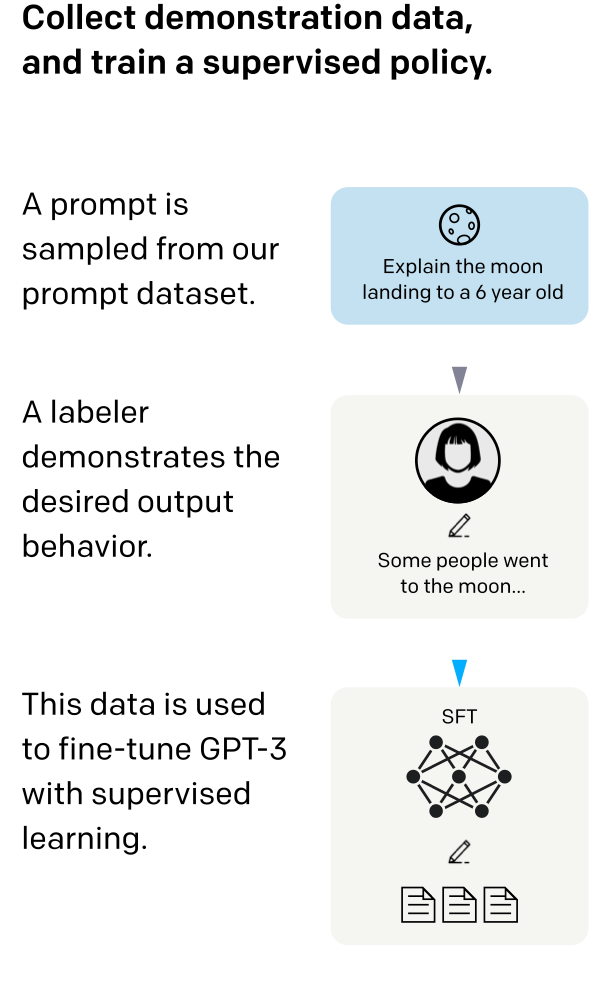 Collect demonstration data,
and train a supervised policy.
A prompt is
sampled from our
prompt dataset.
Explain the moon
landing to a 6 year old
A labeler
demonstrates the
desired output
behavior.
Some people went
to the moon...
This data is used
to fine-tune GPT-3
with supervised
learning.
SFT